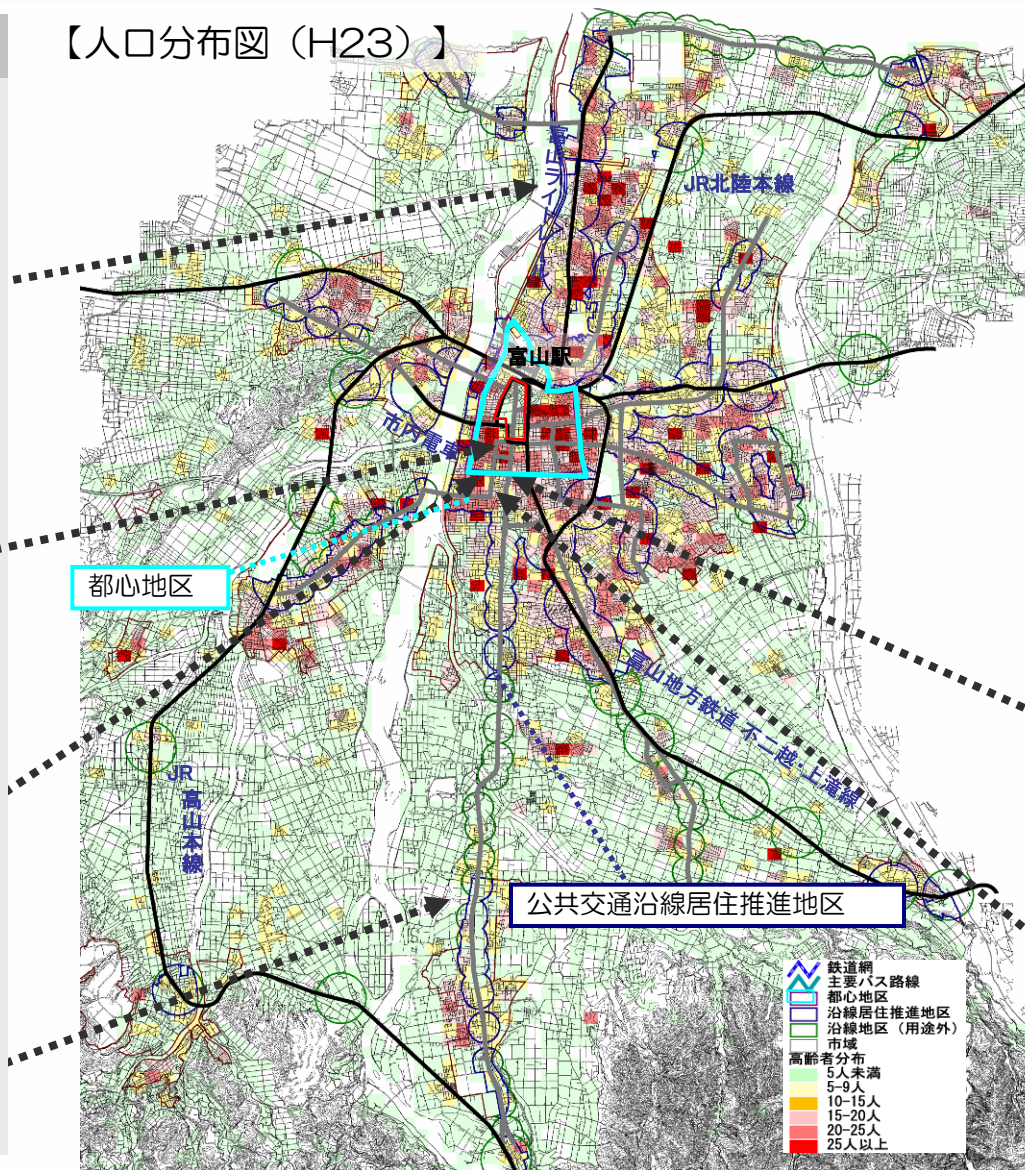 【人口分布図（H23）】
富山ライトレール
JR北陸本線
富山駅
市内電車
都心地区
富山地方鉄道 不二越・上滝線
JR
高山本線
公共交通沿線居住推進地区
鉄道網
主要バス路線
都心地区
沿線居住推進地区
沿線地区（用途外）
市域
高齢者分布
5人未満
5-9人
10-15人
15-20人
20-25人
25人以上